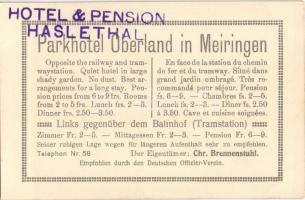 HOTEL & PENSION
HASLETHAL
Parkhotel Oberland in Meiringen
Opposite the railway and tram-
waystation. Quiet hotel in large
shady garden. No dust. Best ar-
rangements for a long stay. Pen-
sion prices from 6—9 frs. Rooms
from 2 to 5 frs. Lunch frs. 2—3.
Dinner frs. 2.50—3.50.
En face de la station du chemin
de fer et du tramway. Situé dans
grand jardin ombragé. Très re-
commandé pour séjour. Pension
fs. 6—9. — Chambres fs. 2—5.
Lunch fs. 2—3. — Dîner fs. 2.50
à 3.50. Cave et cuisine soignées.
Links gegenüber dem Bahnhof (Tramstation)
Zimmer Fr. 2—5. — Mittagessen Fr. 2—3. — Pension Fr. 6—9.
Seiner ruhigen Lage wegen für längeren Aufenthalt sehr zu empfehlen.
Telephon Nr. 58
Der Eigentümer: Chr. Brennenstuhl.
Empfohlen durch den Deutschen Offizier-Verein.